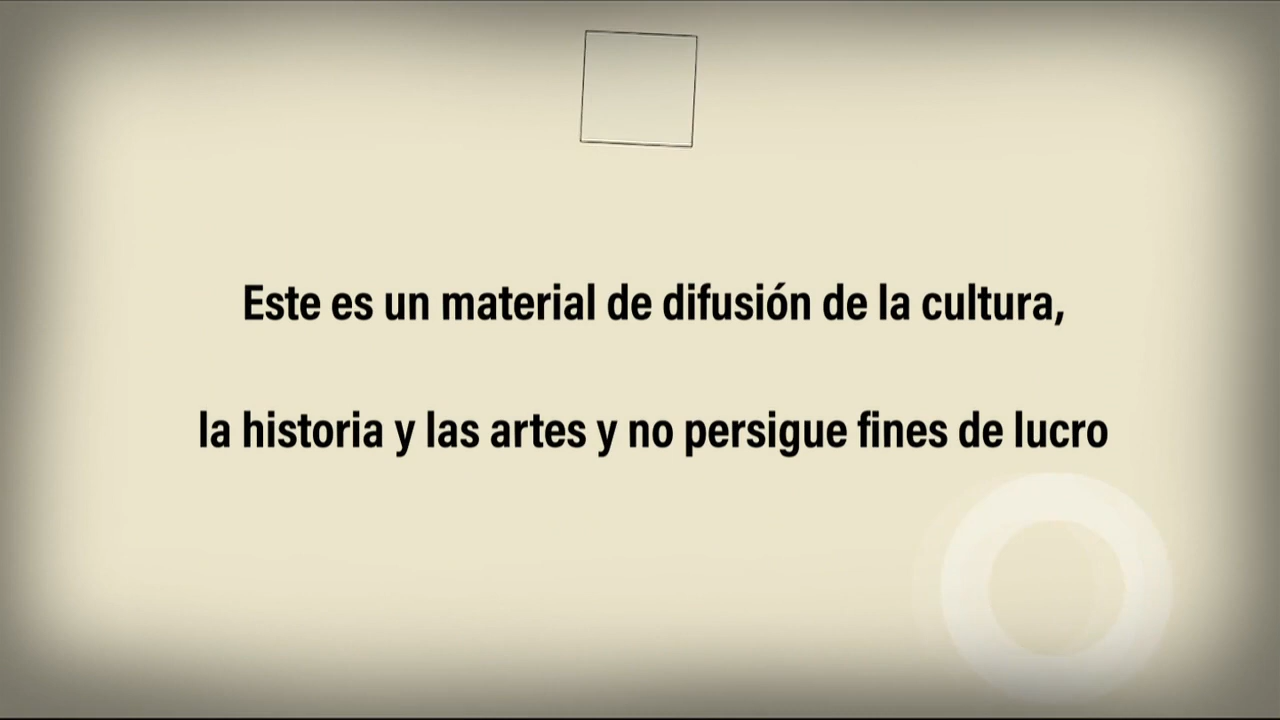 Este es un material de difusión de la cultura,
la historia y las artes y no persigue fines de lucro